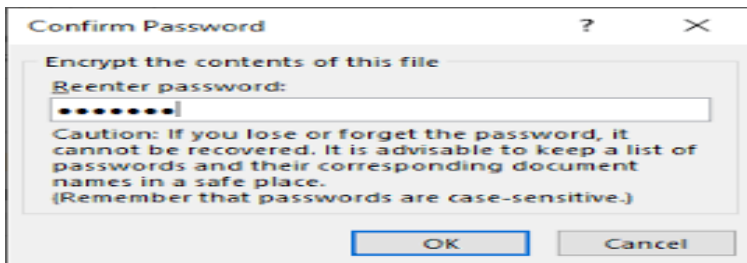 Confirm Password ? ×
Encrypt the contents of this file
Reenter password:
●●●●●●●
Caution: If you lose or forget the password, it
cannot be recovered. It is advisable to keep a list of
passwords and their corresponding document
names in a safe place.
(Remember that passwords are case-sensitive.)
OK Cancel